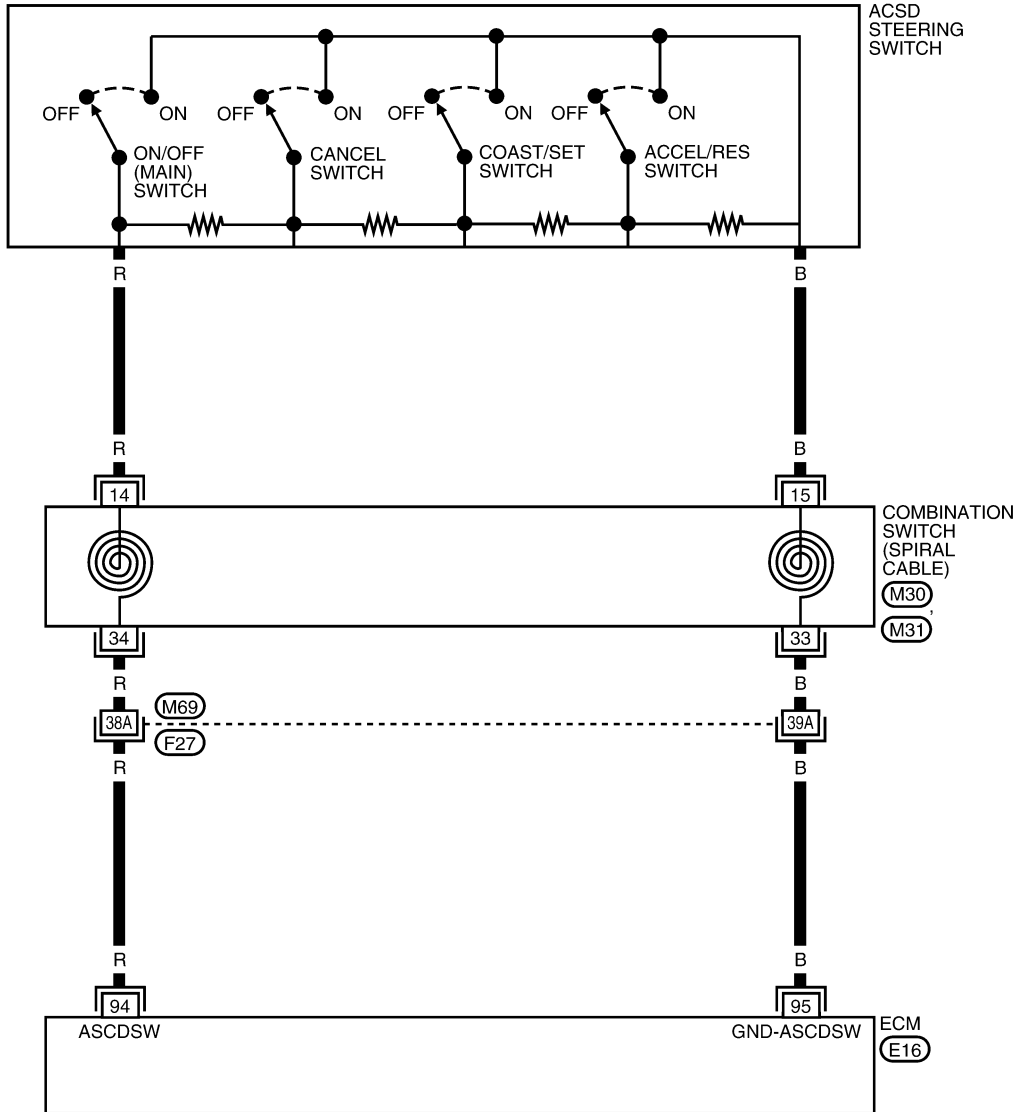 ACSD
STEERING
SWITCH
OFF
ON
OFF
ON
OFF
ON
OFF
ON
ON/OFF
(MAIN)
SWITCH
CANCEL
SWITCH
COAST/SET
SWITCH
ACCEL/RES
SWITCH
R
B
R
B
14
15
COMBINATION
SWITCH
(SPIRAL
CABLE)
M30
,
M31
34
33
R
B
38A
M69
F27
39A
R
B
R
B
94
95
ASCDSW
GND-ASCDSW
ECM
E16